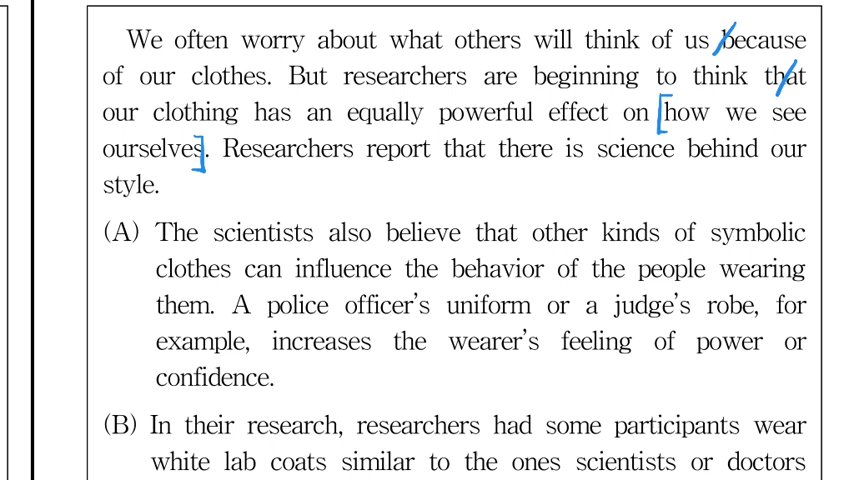 We often worry about what others will think of us because
of our clothes. But researchers are beginning to think that
our clothing has an equally powerful effect on how we see
ourselves. Researchers report that there is science behind our
style.
(A) The scientists also believe that other kinds of symbolic
clothes can influence the behavior of the people wearing
them. A police officer's uniform or a judge's robe, for
example, increases the wearer's feeling of power or
confidence.
(B) In their research, researchers had some participants wear
white lab coats similar to the ones scientists or doctors